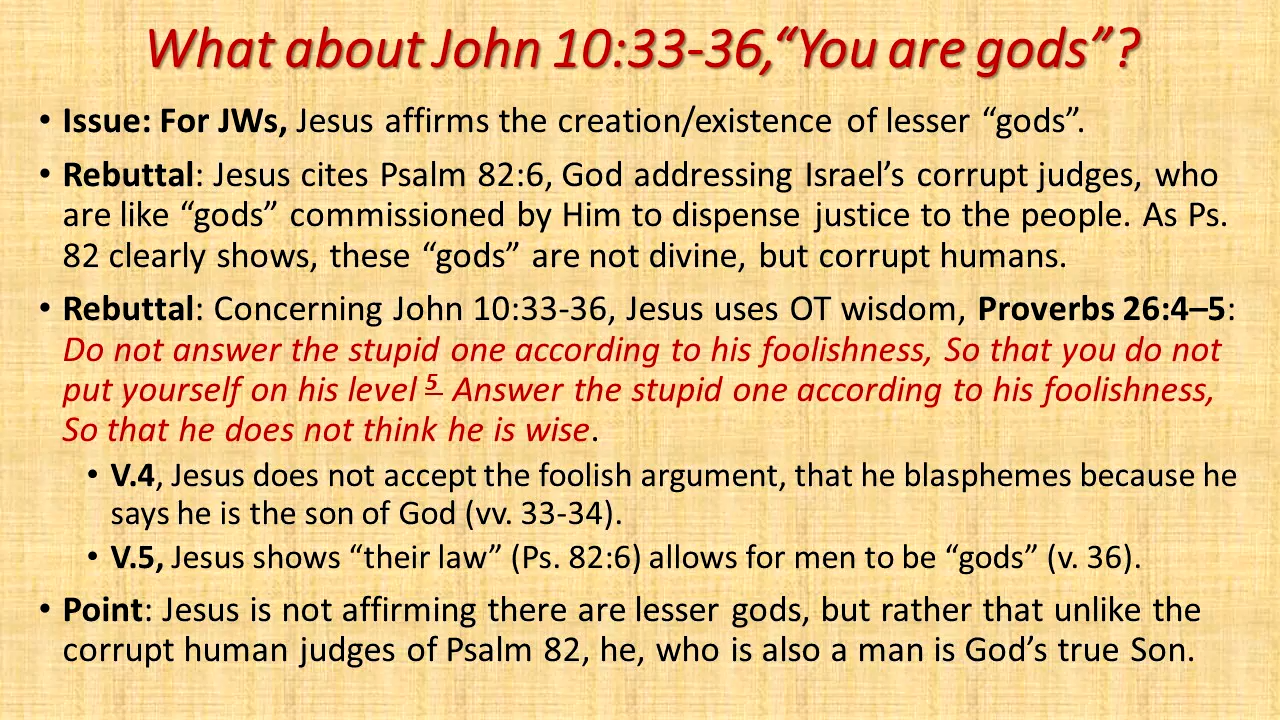 What about John 10:33-36,“You are gods”?
• Issue: For JWs, Jesus affirms the creation/existence of lesser “gods”.
• Rebuttal: Jesus cites Psalm 82:6, God addressing Israel’s corrupt judges, who
are like “gods” commissioned by Him to dispense justice to the people. As Ps.
82 clearly shows, these “gods” are not divine, but corrupt humans.
• Rebuttal: Concerning John 10:33-36, Jesus uses OT wisdom, Proverbs 26:4–5:
Do not answer the stupid one according to his foolishness, So that you do not
put yourself on his level 5 Answer the stupid one according to his foolishness,
So that he does not think he is wise.
• V.4, Jesus does not accept the foolish argument, that he blasphemes because he
says he is the son of God (vv. 33-34).
• V.5, Jesus shows “their law” (Ps. 82:6) allows for men to be “gods” (v. 36).
• Point: Jesus is not affirming there are lesser gods, but rather that unlike the
corrupt human judges of Psalm 82, he, who is also a man is God’s true Son.